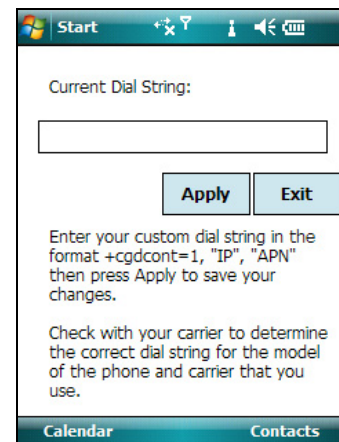 Start
Current Dial String:
Apply Exit
Enter your custom dial string in the
format +cgdcont=1, "IP", "APN"
then press Apply to save your
changes.
Check with your carrier to determine
the correct dial string for the model
of the phone and carrier that you
use.
Calendar Contacts